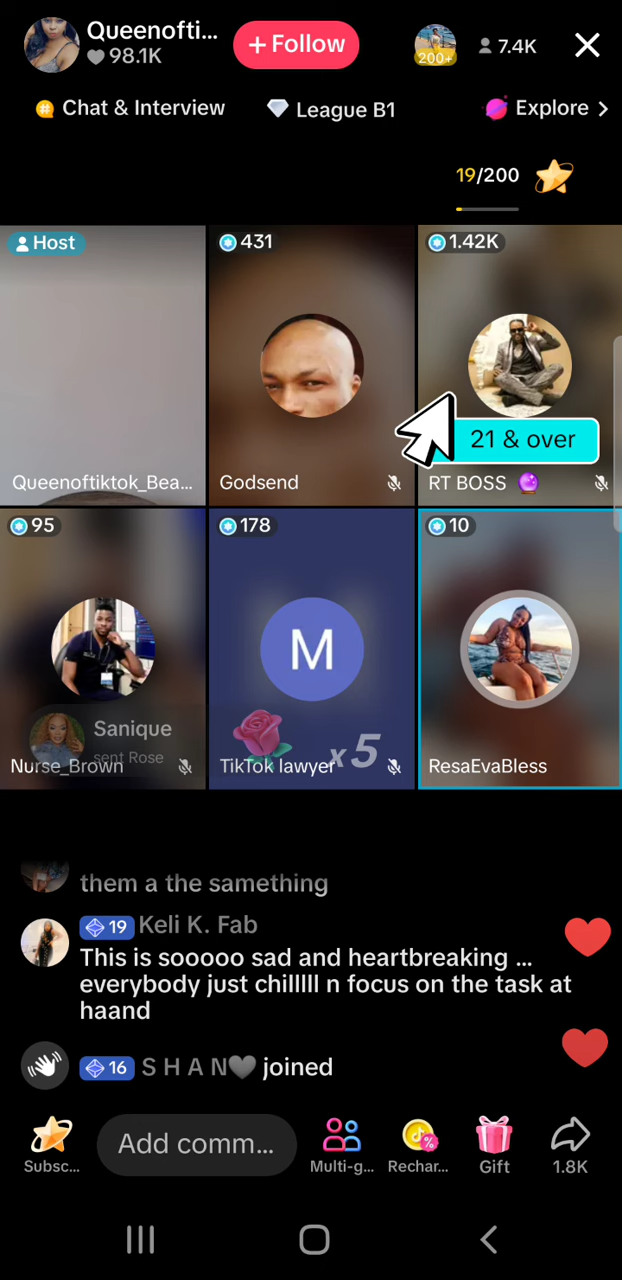 Queenofti...
98.1K
+ Follow
200+
7.4K
Chat & Interview
League B1
Explore
19/200
Host
431
1.42K
21 & over
Queenoftiktok_Bea...
Godsend
RT BOSS
95
178
10
M
Sanique
sent Rose
x 5
Nurse_Brown
TikTok lawyer
ResaEvaBless
them a the samething
19 Keli K. Fab
This is sooooo sad and heartbreaking ...
everybody just chilllll n focus on the task at
haand
16 S H A N🖤 joined
Subsc...
Add comm...
Multi-g...
Rechar...
Gift
1.8K